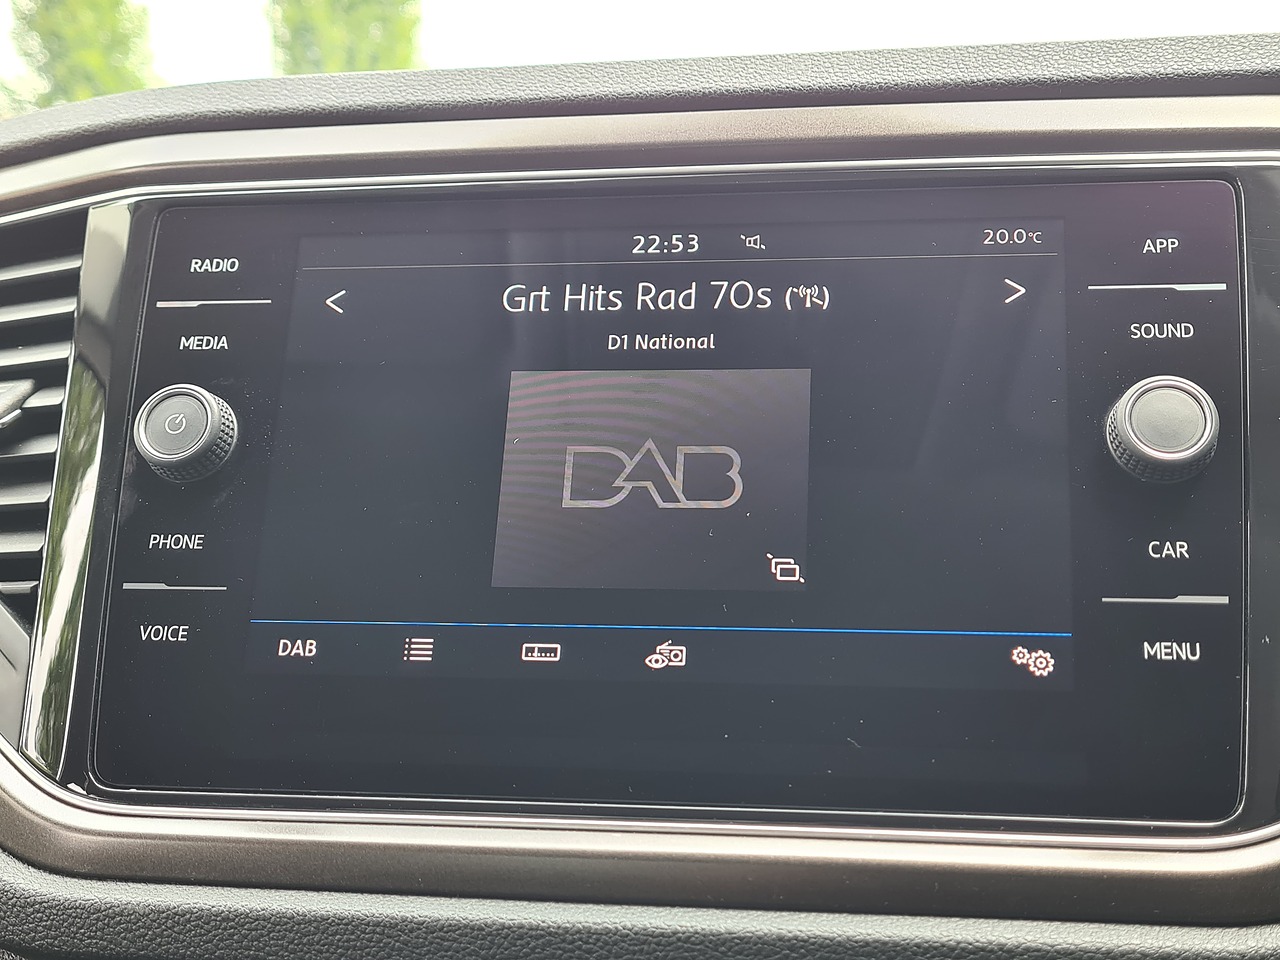 22:53
20.0°C
RADIO
MEDIA
PHONE
VOICE
< Grt Hits Rad 70s >
D1 National
DAB
DAB
APP
SOUND
CAR
MENU